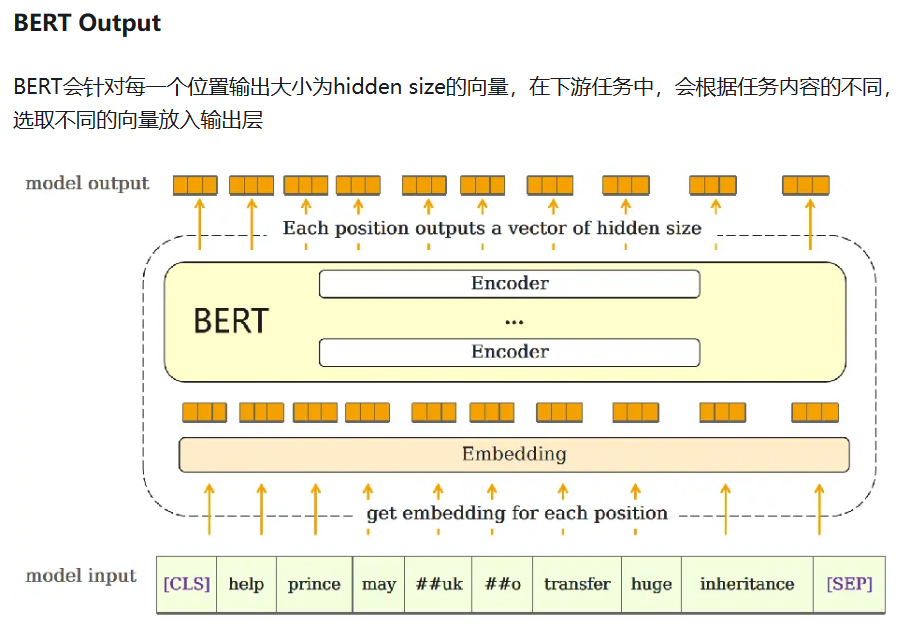 BERT Output
BERT会针对每一个位置输出大小为hidden size的向量，在下游任务中，会根据任务内容的不同，
选取不同的向量放入输出层
model output
Each position outputs a vector of hidden size
Encoder
BERT
...
Encoder
Embedding
get embedding for each position
model input
[CLS] help prince may ##uk ##o transfer huge inheritance [SEP]